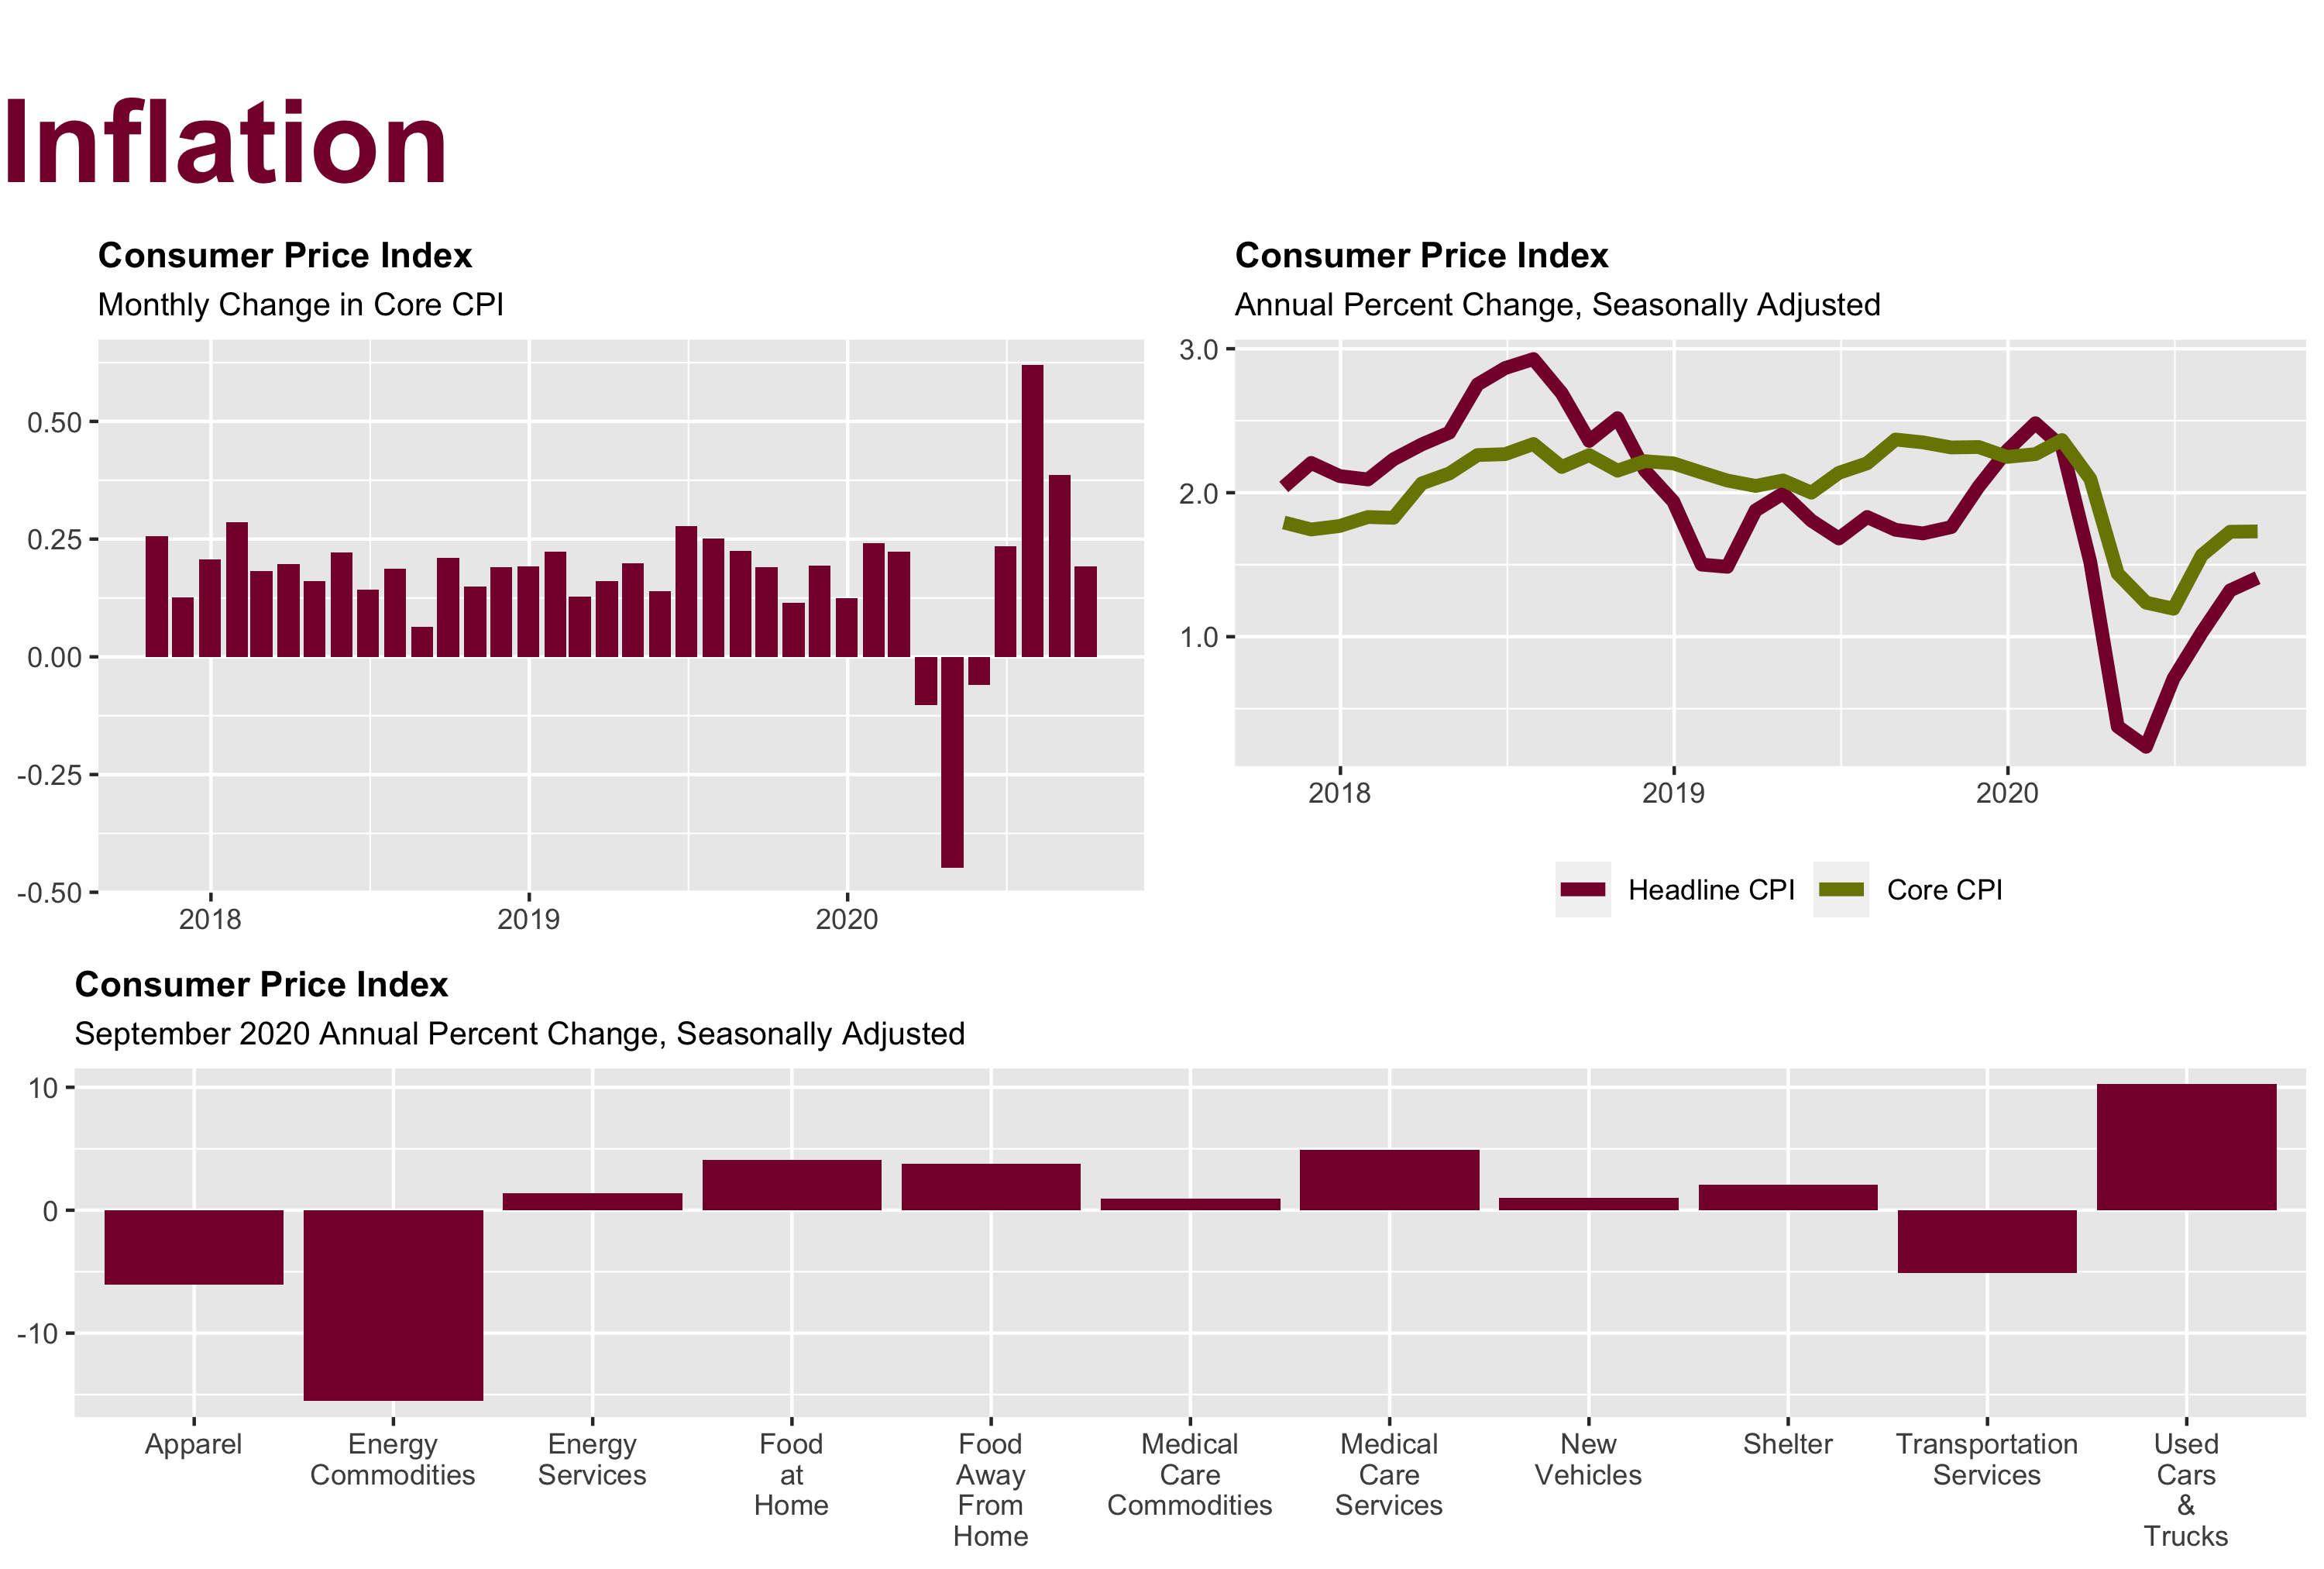 Inflation
Consumer Price Index
Monthly Change in Core CPI
0.50
0.25
0.00
-0.25
-0.50
2018 2019 2020
Consumer Price Index
Annual Percent Change, Seasonally Adjusted
3.0
2.0
1.0
2018 2019 2020
Headline CPI Core CPI
Consumer Price Index
September 2020 Annual Percent Change, Seasonally Adjusted
10
0
-10
Apparel
Energy
Commodities
Energy
Services
Food
at
Home
Food
Away
From
Home
Medical
Care
Commodities
Medical
Care
Services
New
Vehicles
Shelter
Transportation
Services
Used
Cars
&
Trucks